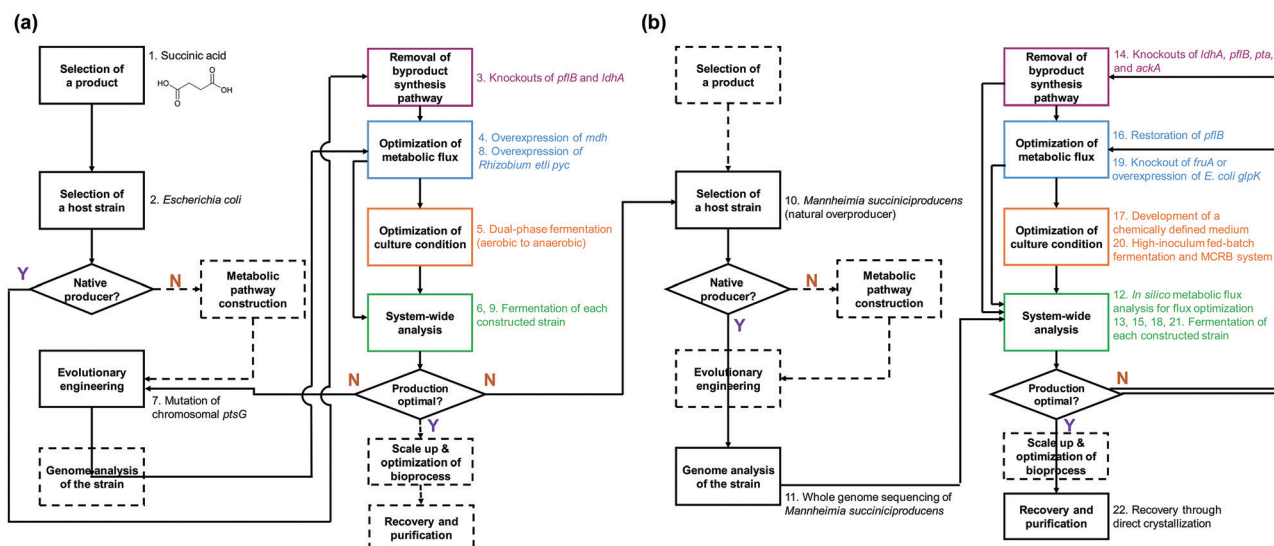 (a)
Selection of
a product
1. Succinic acid
HO
O
O
OH
Selection of
a host strain
2. Escherichia coli
Y
Native
producer?
N
Metabolic
pathway
construction
Evolutionary
engineering
7. Mutation of
chromosomal ptsG
Genome analysis
of the strain
Removal of
byproduct
synthesis
pathway
3. Knockouts of pflB and ldhA
Optimization of
metabolic flux
4. Overexpression of mdh
8. Overexpression of
Rhizobium etli pyc
Optimization of
culture condition
5. Dual-phase fermentation
(aerobic to anaerobic)
System-wide
analysis
6, 9. Fermentation of each
constructed strain
N
Production
optimal?
N
Y
Scale up &
optimization of
bioprocess
Recovery and
purification
(b)
Selection of
a product
Selection of
a host strain
10. Mannheimia succiniciproducens
(natural overproducer)
Native
producer?
N
Y
Metabolic
pathway
construction
Evolutionary
engineering
Genome analysis
of the strain
11. Whole genome sequencing of
Mannheimia succiniciproducens
Removal of
byproduct
synthesis
pathway
14. Knockouts of ldhA, pflB, pta,
and ackA
Optimization of
metabolic flux
16. Restoration of pflB
19. Knockout of fruA or
overexpression of E. coli glpK
Optimization of
culture condition
17. Development of a
chemically defined medium
20. High-inoculum fed-batch
fermentation and MCRB system
System-wide
analysis
12. In silico metabolic flux
analysis for flux optimization
13, 15, 18, 21. Fermentation of
each constructed strain
Production
optimal?
N
Y
Scale up &
optimization of
bioprocess
Recovery and
purification
22. Recovery through
direct crystallization